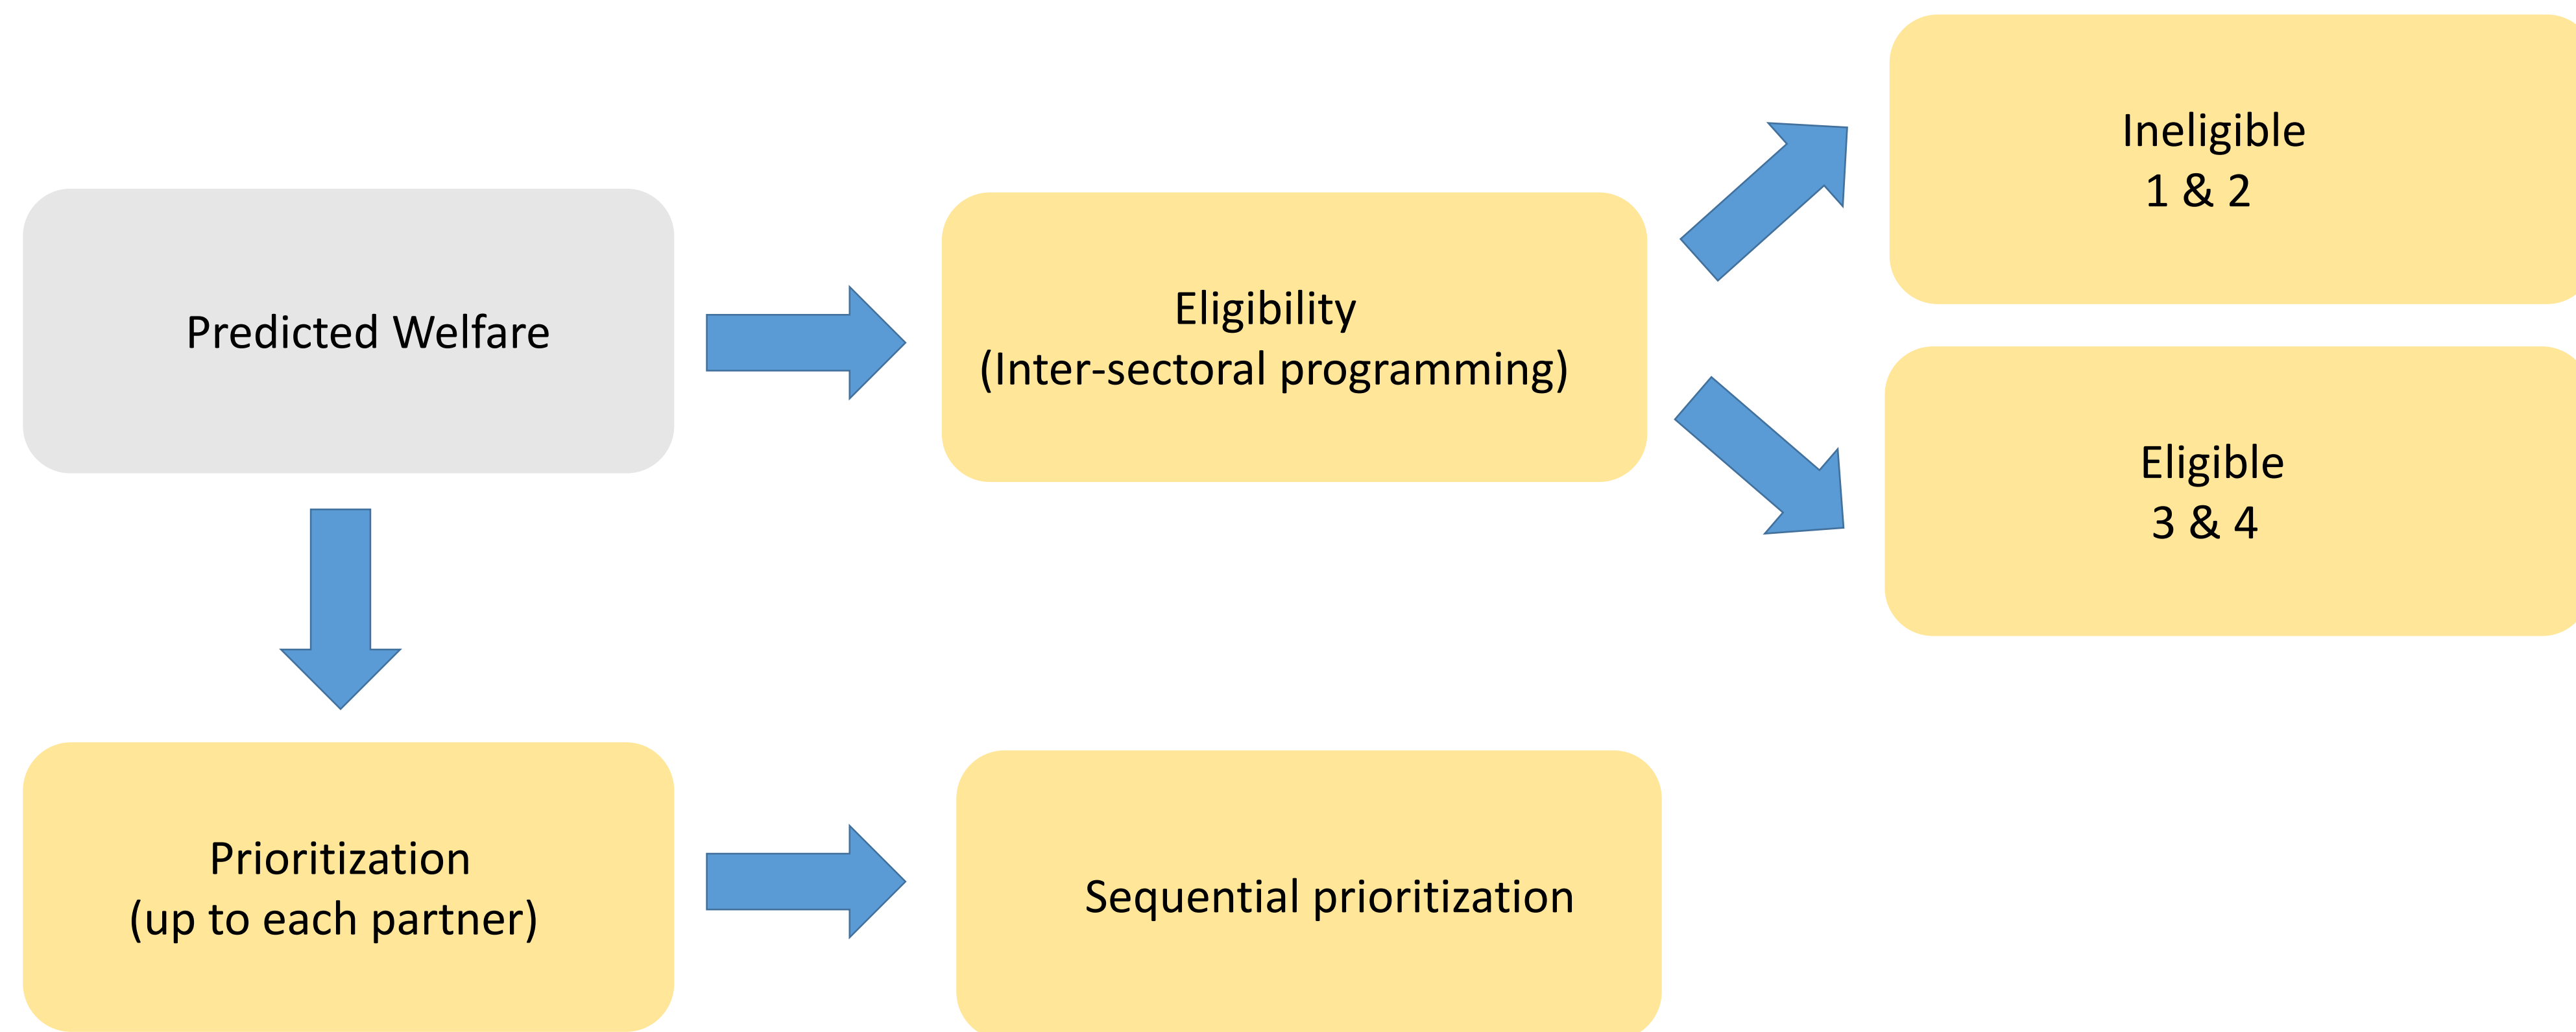 Ineligible
1 & 2
Predicted Welfare
Eligibility
(Inter-sectoral programming)
Eligible
3 & 4
Prioritization
(up to each partner)
Sequential prioritization